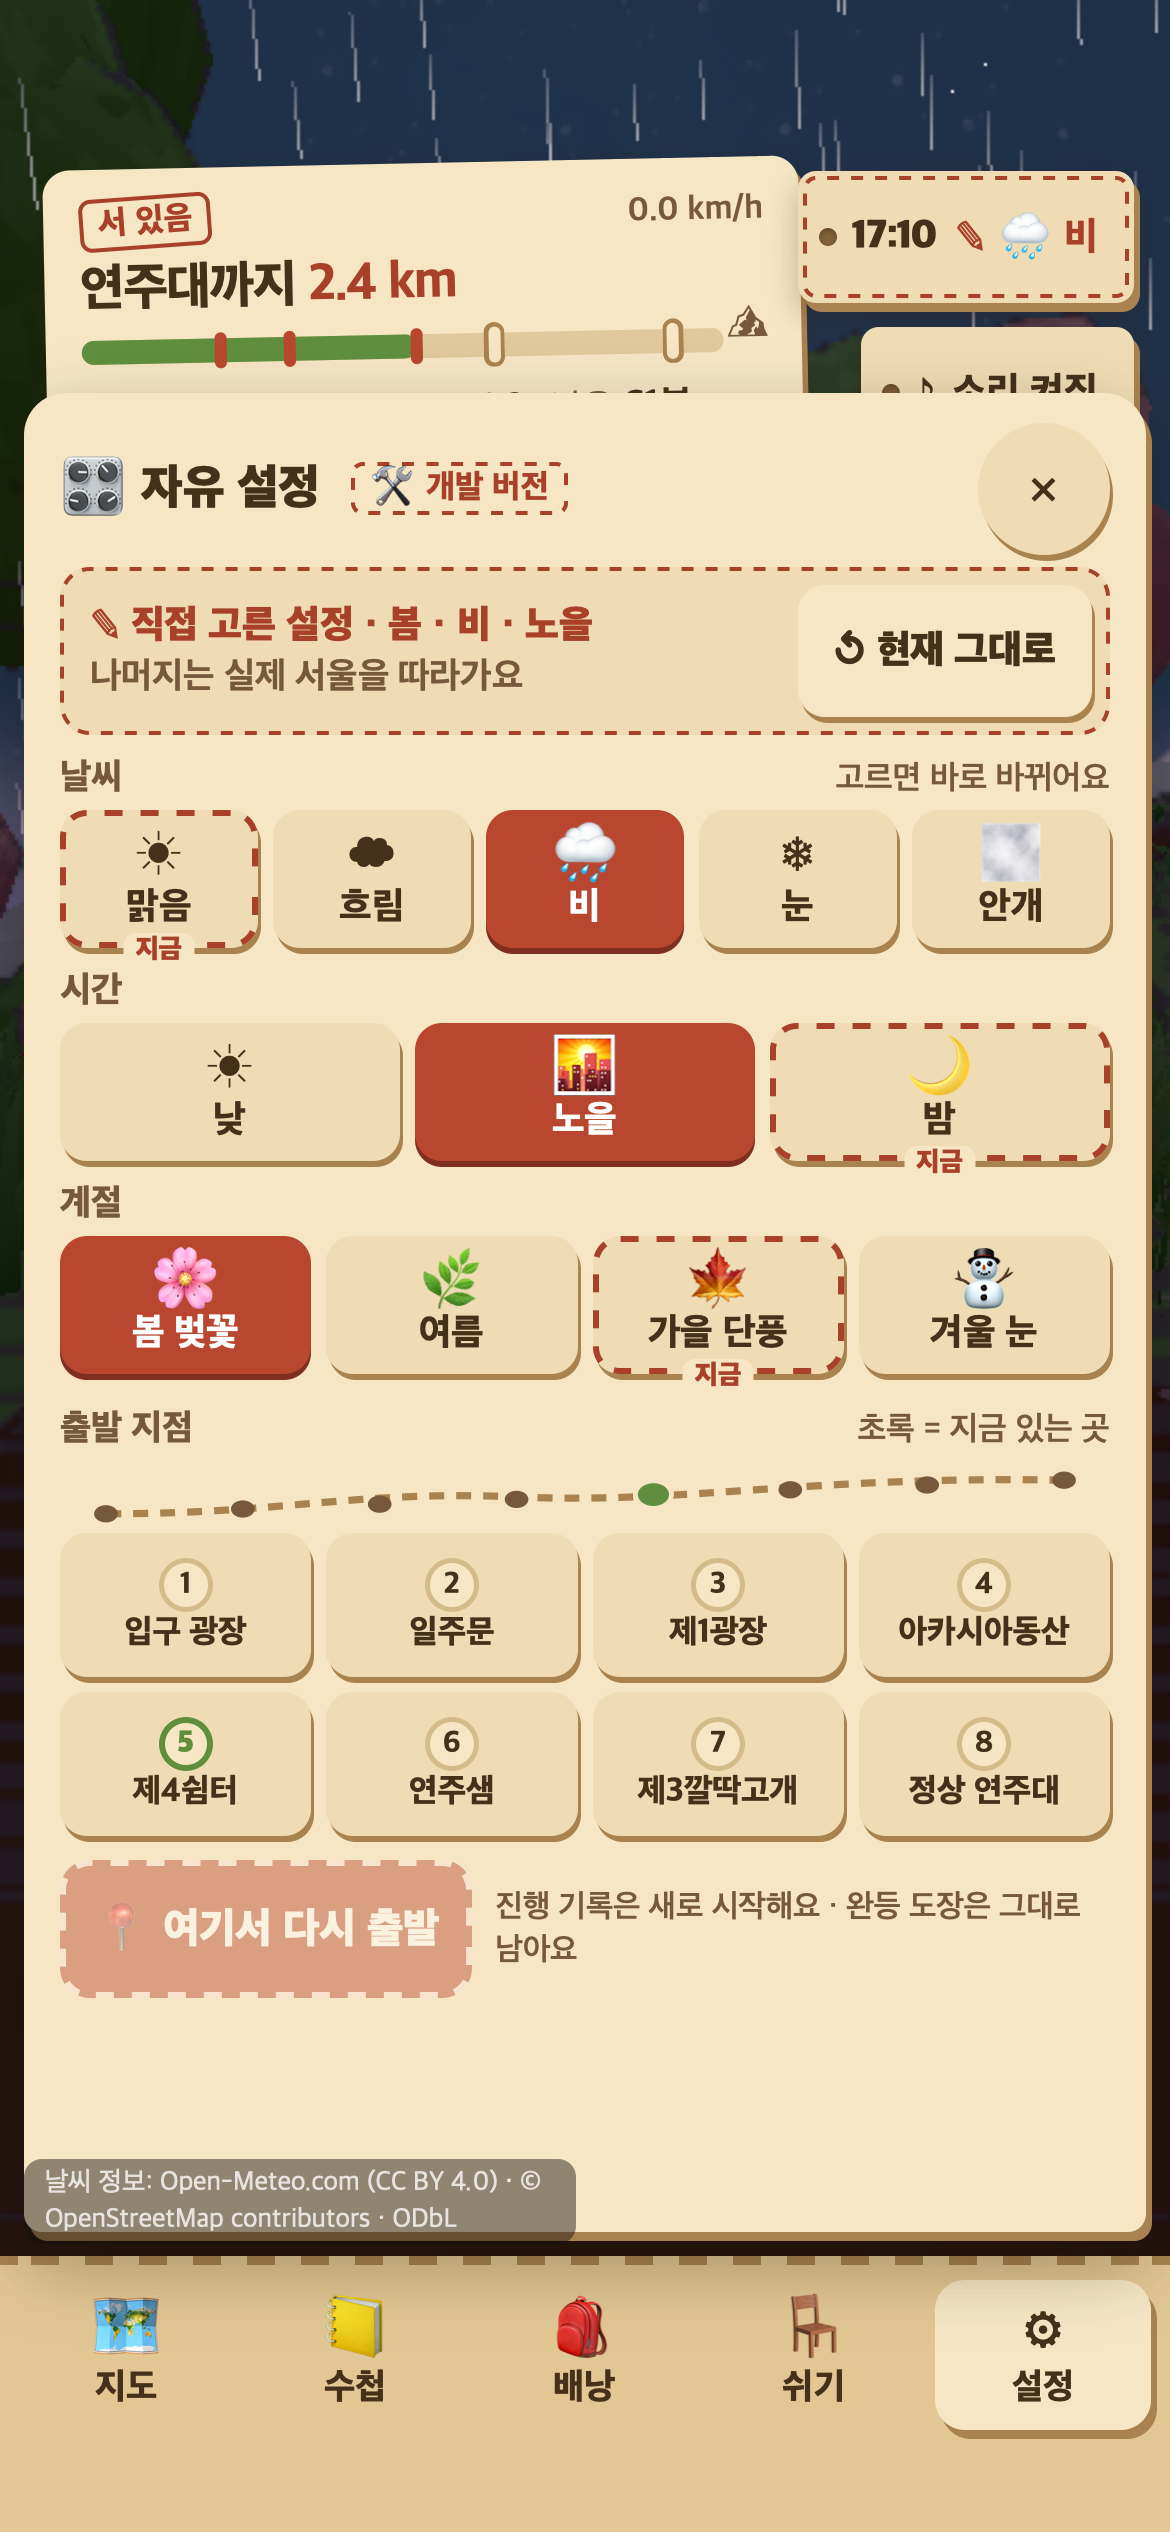 서 있음
0.0 km/h
17:10 ✎ 🌧 비
연주대까지 2.4 km
♪ 소리 켜짐
자유 설정
개발 버전
×
✎ 직접 고른 설정 · 봄 · 비 · 노을
나머지는 실제 서울을 따라가요
↺ 현재 그대로
날씨
고르면 바로 바뀌어요
맑음
흐림
비
눈
안개
지금
시간
낮
노을
밤
지금
계절
봄 벚꽃
여름
가을 단풍
겨울 눈
지금
출발 지점
초록 = 지금 있는 곳
1
2
3
4
입구 광장
일주문
제1광장
아카시아동산
5
6
7
8
제4쉼터
연주샘
제3깔딱고개
정상 연주대
여기서 다시 출발
진행 기록은 새로 시작해요 · 완등 도장은 그대로
남아요
날씨 정보: Open-Meteo.com (CC BY 4.0) · ©
OpenStreetMap contributors · ODbL
지도
수첩
배낭
쉬기
설정